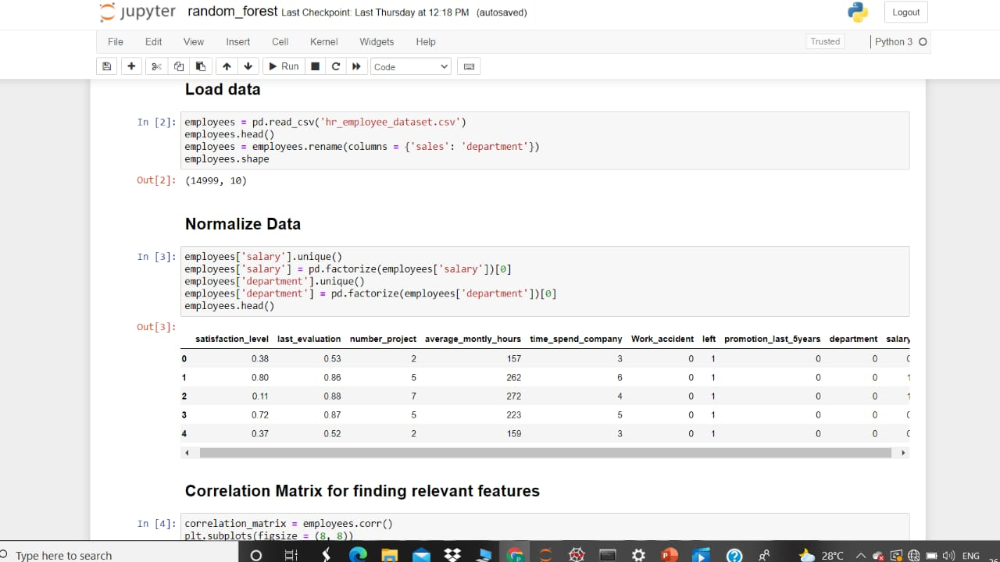 jupyter random_forest Last Checkpoint: Last Thursday at 12:18 PM (autosaved) Logout
File Edit View Insert Cell Kernel Widgets Help Trusted Python 3
Run Code
Load data
In [2]: employees = pd.read_csv('hr_employee_dataset.csv')
employees.head()
employees = employees.rename(columns = {'sales': 'department'})
employees.shape
Out[2]: (14999, 10)
Normalize Data
In [3]: employees['salary'].unique()
employees['salary'] = pd.factorize(employees['salary'])[0]
employees['department'].unique()
employees['department'] = pd.factorize(employees['department'])[0]
employees.head()
Out[3]:
satisfaction_level last_evaluation number_project average_montly_hours time_spend_company Work_accident left promotion_last_5years department salary
0 0.38 0.53 2 157 3 0 1 0 0 0
1 0.80 0.86 5 262 6 0 1 0 0 1
2 0.11 0.88 7 272 4 0 1 0 0 1
3 0.72 0.87 5 223 5 0 1 0 0 0
4 0.37 0.52 2 159 3 0 1 0 0 0
Correlation Matrix for finding relevant features
In [4]: correlation_matrix = employees.corr()
plt.subplots(figsize = (8, 8))
Type here to search 28°C ENG